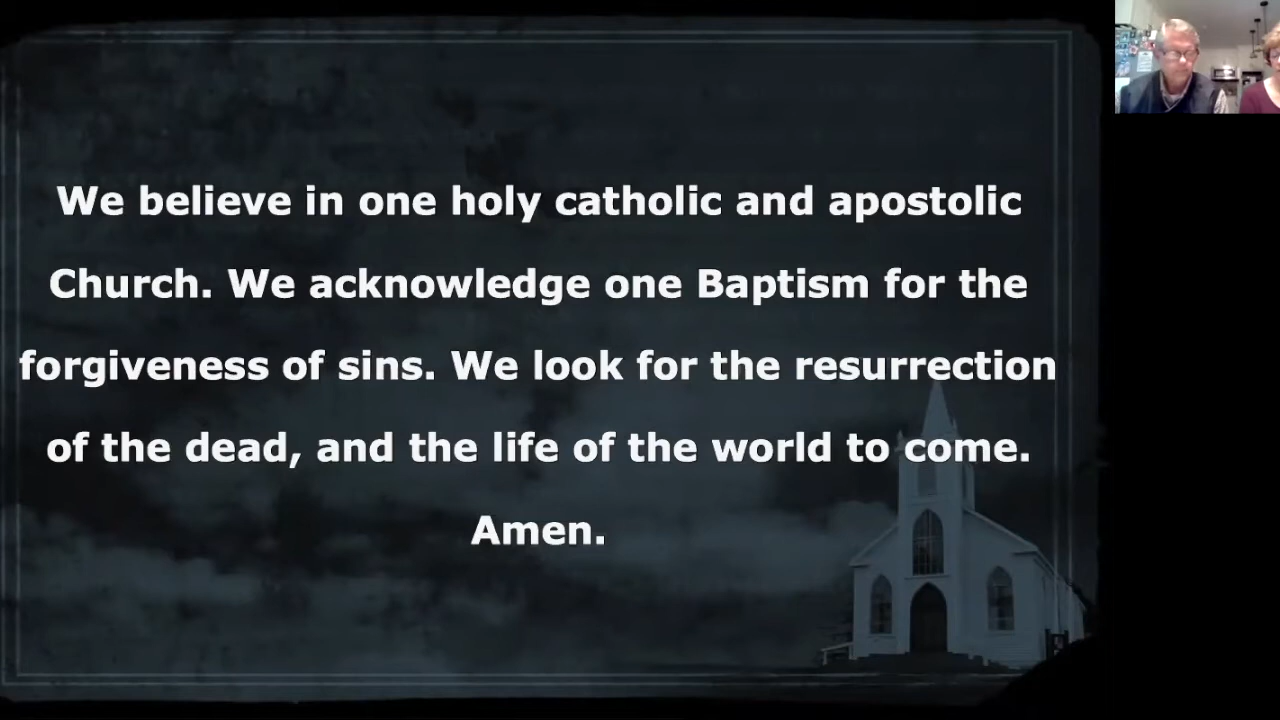 We believe in one holy catholic and apostolic
Church. We acknowledge one Baptism for the
forgiveness of sins. We look for the resurrection
of the dead, and the life of the world to come.
Amen.